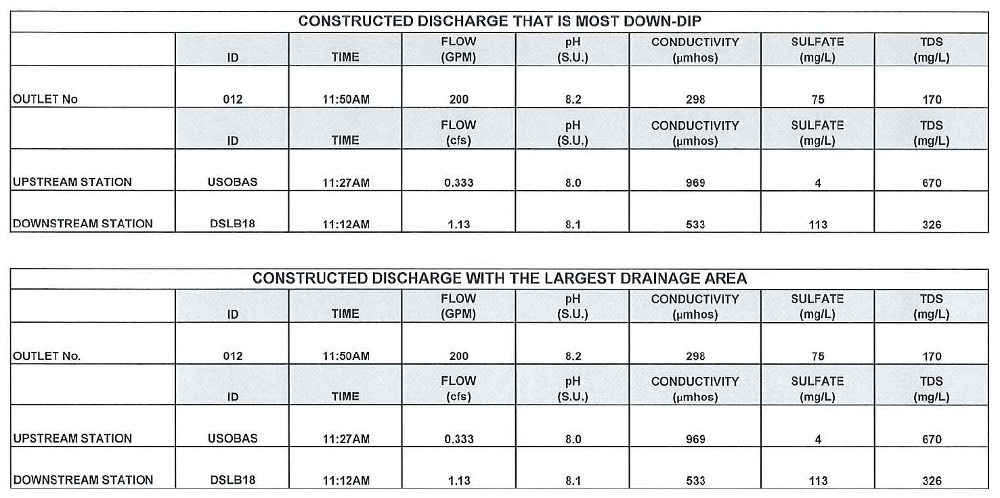 CONSTRUCTED DISCHARGE THAT IS MOST DOWN-DIP
ID TIME FLOW (GPM) pH (S.U.) CONDUCTIVITY (µmhos) SULFATE (mg/L) TDS (mg/L)
OUTLET No 012 11:50AM 200 8.2 298 75 170
ID TIME FLOW (cfs) pH (S.U.) CONDUCTIVITY (µmhos) SULFATE (mg/L) TDS (mg/L)
UPSTREAM STATION USOBAS 11:27AM 0.333 8.0 969 4 670
DOWNSTREAM STATION DSLB18 11:12AM 1.13 8.1 533 113 326
CONSTRUCTED DISCHARGE WITH THE LARGEST DRAINAGE AREA
ID TIME FLOW (GPM) pH (S.U.) CONDUCTIVITY (µmhos) SULFATE (mg/L) TDS (mg/L)
OUTLET No. 012 11:50AM 200 8.2 298 75 170
ID TIME FLOW (cfs) pH (S.U.) CONDUCTIVITY (µmhos) SULFATE (mg/L) TDS (mg/L)
UPSTREAM STATION USOBAS 11:27AM 0.333 8.0 969 4 670
DOWNSTREAM STATION DSLB18 11:12AM 1.13 8.1 533 113 326